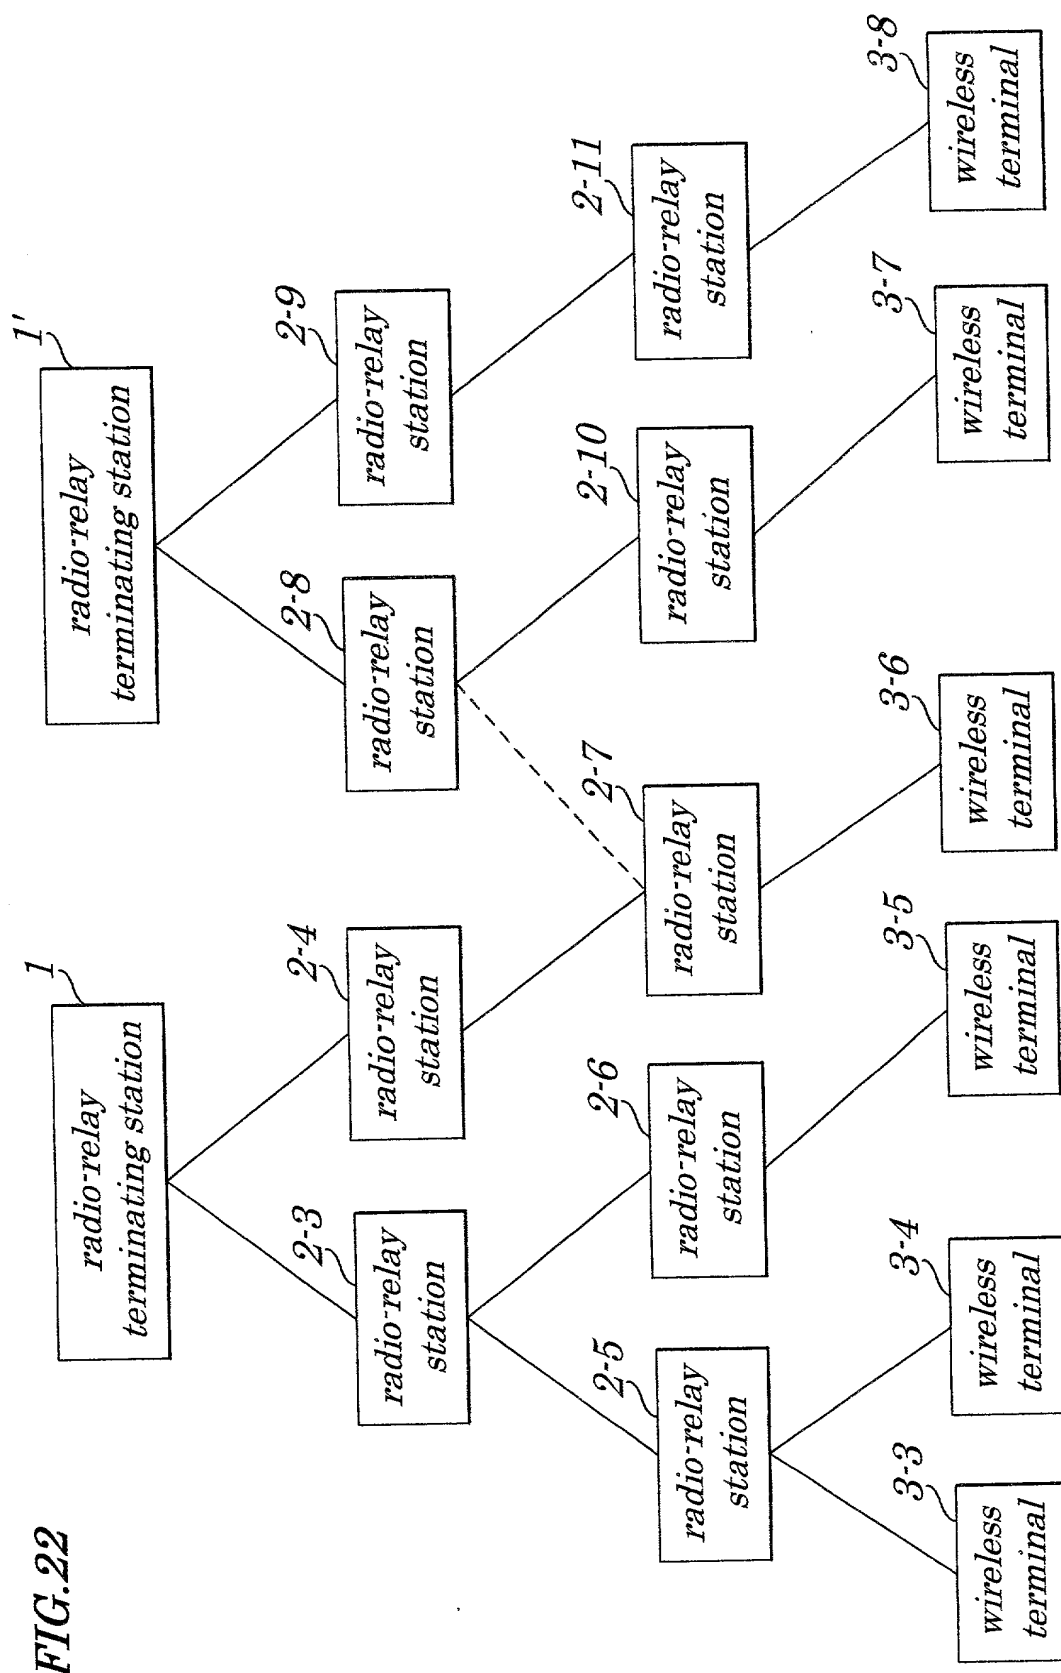 FIG.22
1
radio-relay
terminating station
1'
radio-relay
terminating station
2-3
radio-relay
station
2-4
radio-relay
station
2-8
radio-relay
station
2-9
radio-relay
station
2-5
radio-relay
station
2-6
radio-relay
station
2-7
radio-relay
station
2-10
radio-relay
station
2-11
radio-relay
station
3-3
wireless
terminal
3-4
wireless
terminal
3-5
wireless
terminal
3-6
wireless
terminal
3-7
wireless
terminal
3-8
wireless
terminal